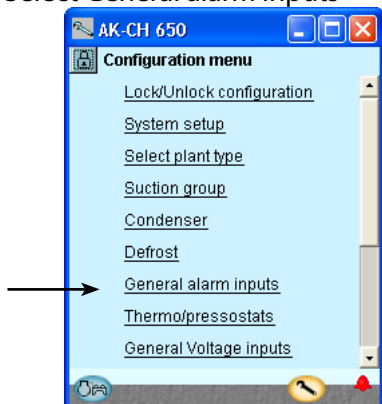 Select General alarm inputs
AK-CH 650
Configuration menu
Lock/Unlock configuration
System setup
Select plant type
Suction group
Condenser
Defrost
General alarm inputs
Thermo/pressostats
General Voltage inputs